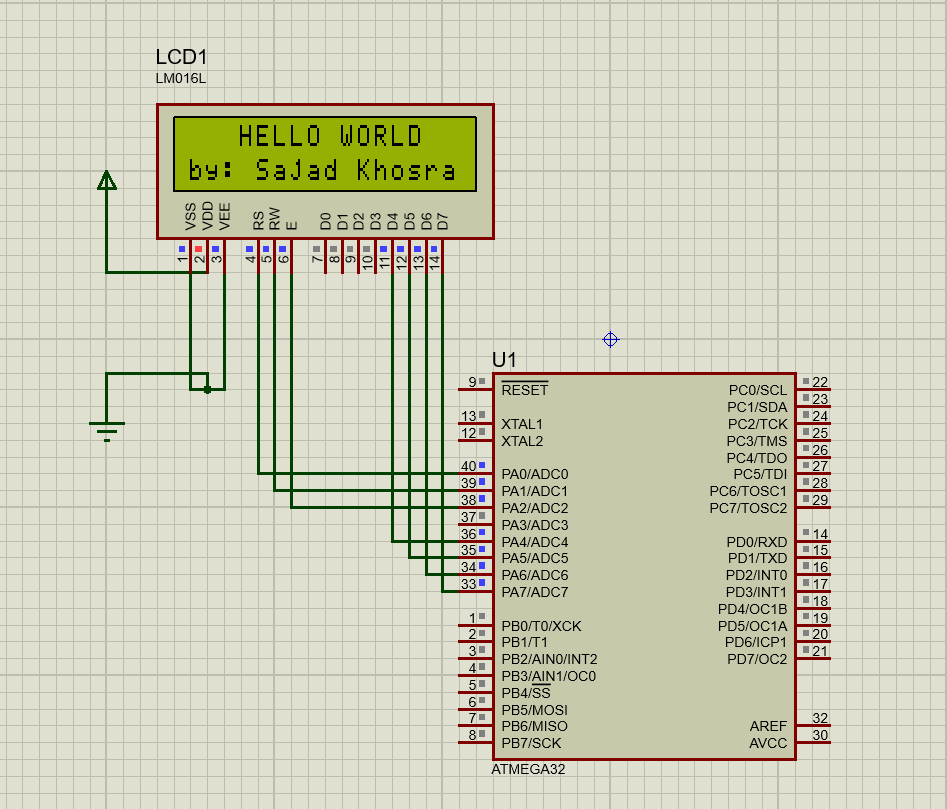 LCD1
LM016L
HELLO WORLD
by: Sajad Khosra
VSS
VDD
VEE
RS
RW
E
D0
D1
D2
D3
D4
D5
D6
D7
1
2
3
4
5
6
7
8
9
10
11
12
13
14
U1
9 RESET
13 XTAL1
12 XTAL2
40 PA0/ADC0
39 PA1/ADC1
38 PA2/ADC2
37 PA3/ADC3
36 PA4/ADC4
35 PA5/ADC5
34 PA6/ADC6
33 PA7/ADC7
1 PB0/T0/XCK
2 PB1/T1
3 PB2/AIN0/INT2
4 PB3/AIN1/OC0
5 PB4/SS
6 PB5/MOSI
7 PB6/MISO
8 PB7/SCK
PC0/SCL 22
PC1/SDA 23
PC2/TCK 24
PC3/TMS 25
PC4/TDO 26
PC5/TDI 27
PC6/TOSC1 28
PC7/TOSC2 29
PD0/RXD 14
PD1/TXD 15
PD2/INT0 16
PD3/INT1 17
PD4/OC1B 18
PD5/OC1A 19
PD6/ICP1 20
PD7/OC2 21
AREF 32
AVCC 30
ATMEGA32